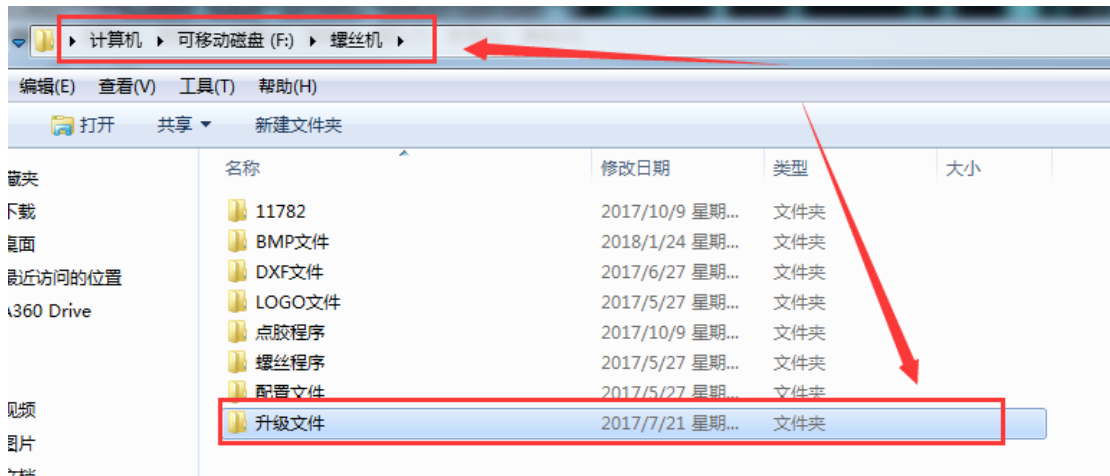 计算机 ▸ 可移动磁盘 (F:) ▸ 螺丝机 ▸
编辑(E) 查看(V) 工具(T) 帮助(H)
打开 共享 新建文件夹
名称 修改日期 类型 大小
藏夹
下载
桌面
最近访问的位置
A360 Drive
视频
图片
文档
11782 2017/10/9 星期... 文件夹
BMP文件 2018/1/24 星期... 文件夹
DXF文件 2017/6/27 星期... 文件夹
LOGO文件 2017/5/27 星期... 文件夹
点胶程序 2017/10/9 星期... 文件夹
螺丝程序 2017/5/27 星期... 文件夹
配置文件 2017/5/27 星期... 文件夹
升级文件 2017/7/21 星期... 文件夹